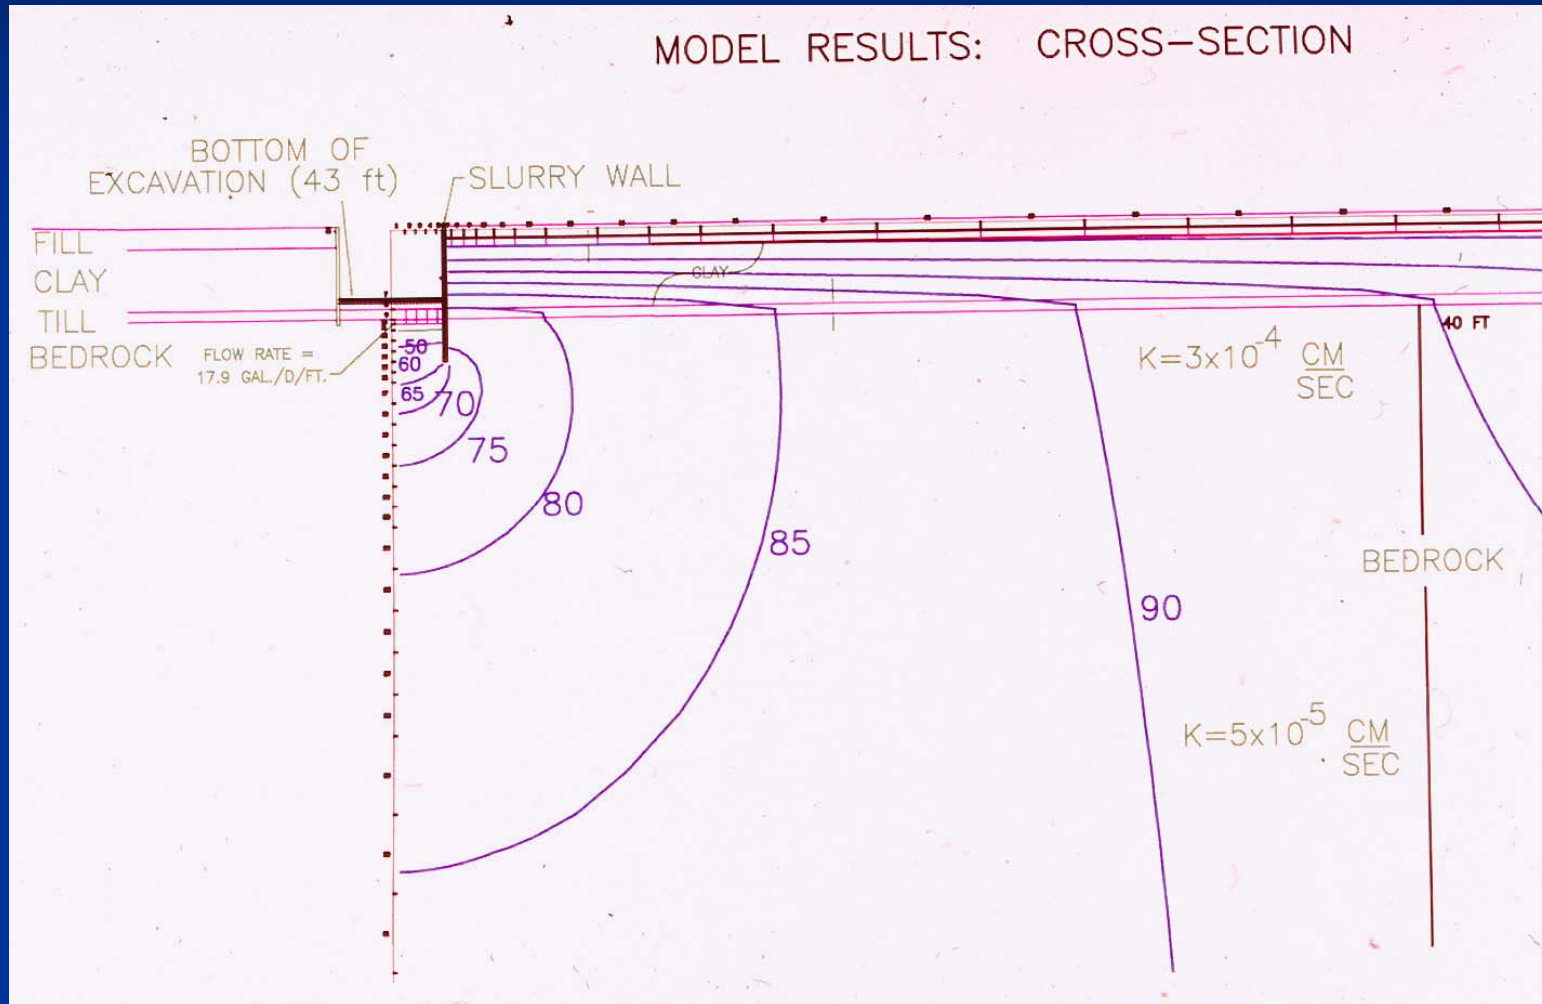 MODEL RESULTS: CROSS-SECTION
BOTTOM OF
EXCAVATION (43 ft)
SLURRY WALL
FILL
CLAY
TILL
BEDROCK
CLAY
FLOW RATE =
17.9 GAL./D/FT.
50
60
65
70
75
80
85
90
40 FT
K=3x10-4 CM
SEC
BEDROCK
K=5x10-5 CM
SEC